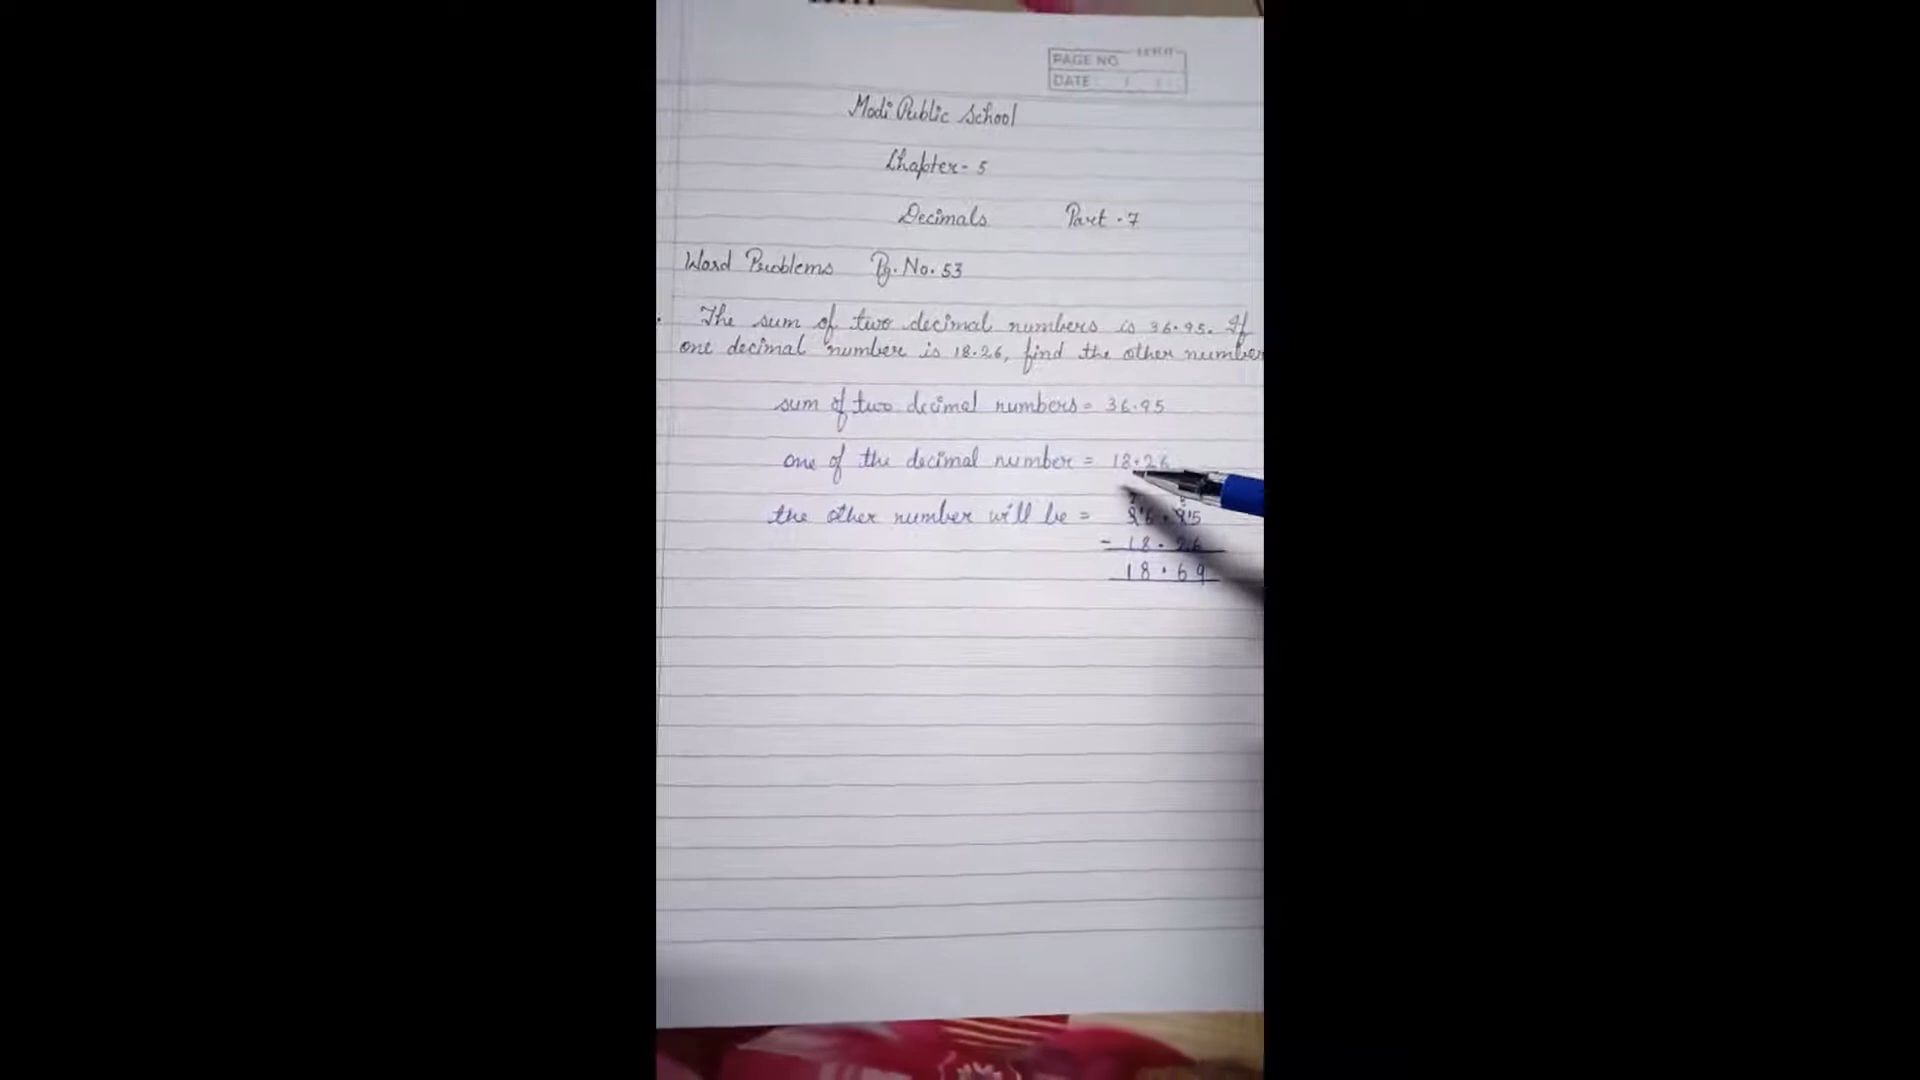 PAGE NO
DATE
Modi Public School
Chapter - 5
Decimals Part - 7
Word Problems Pg. No. 53
The sum of two decimal numbers is 36.95. If
one decimal number is 18.26, find the other number
sum of two decimal numbers = 36.95
one of the decimal number = 18.26
the other number will be = 36.95
- 18.26
18.69